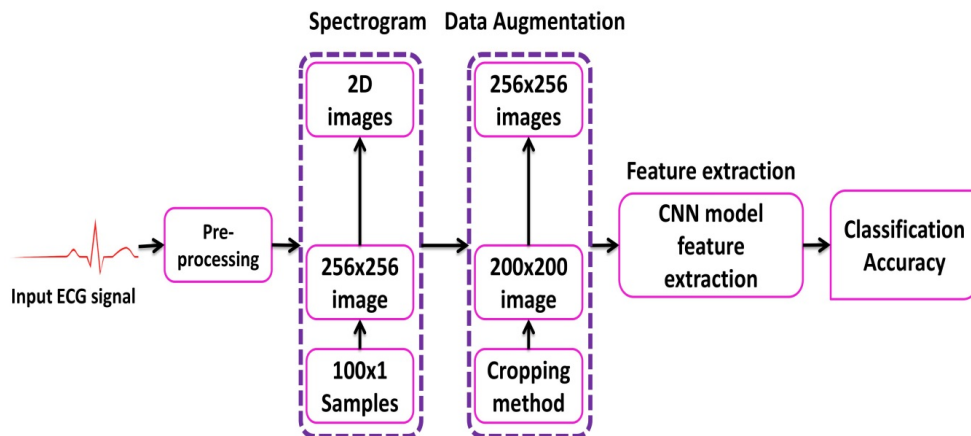 Spectrogram
Data Augmentation
2D
images
256x256
images
Feature extraction
Pre-
processing
256x256
image
200x200
image
CNN model
feature
extraction
Classification
Accuracy
Input ECG signal
100x1
Samples
Cropping
method